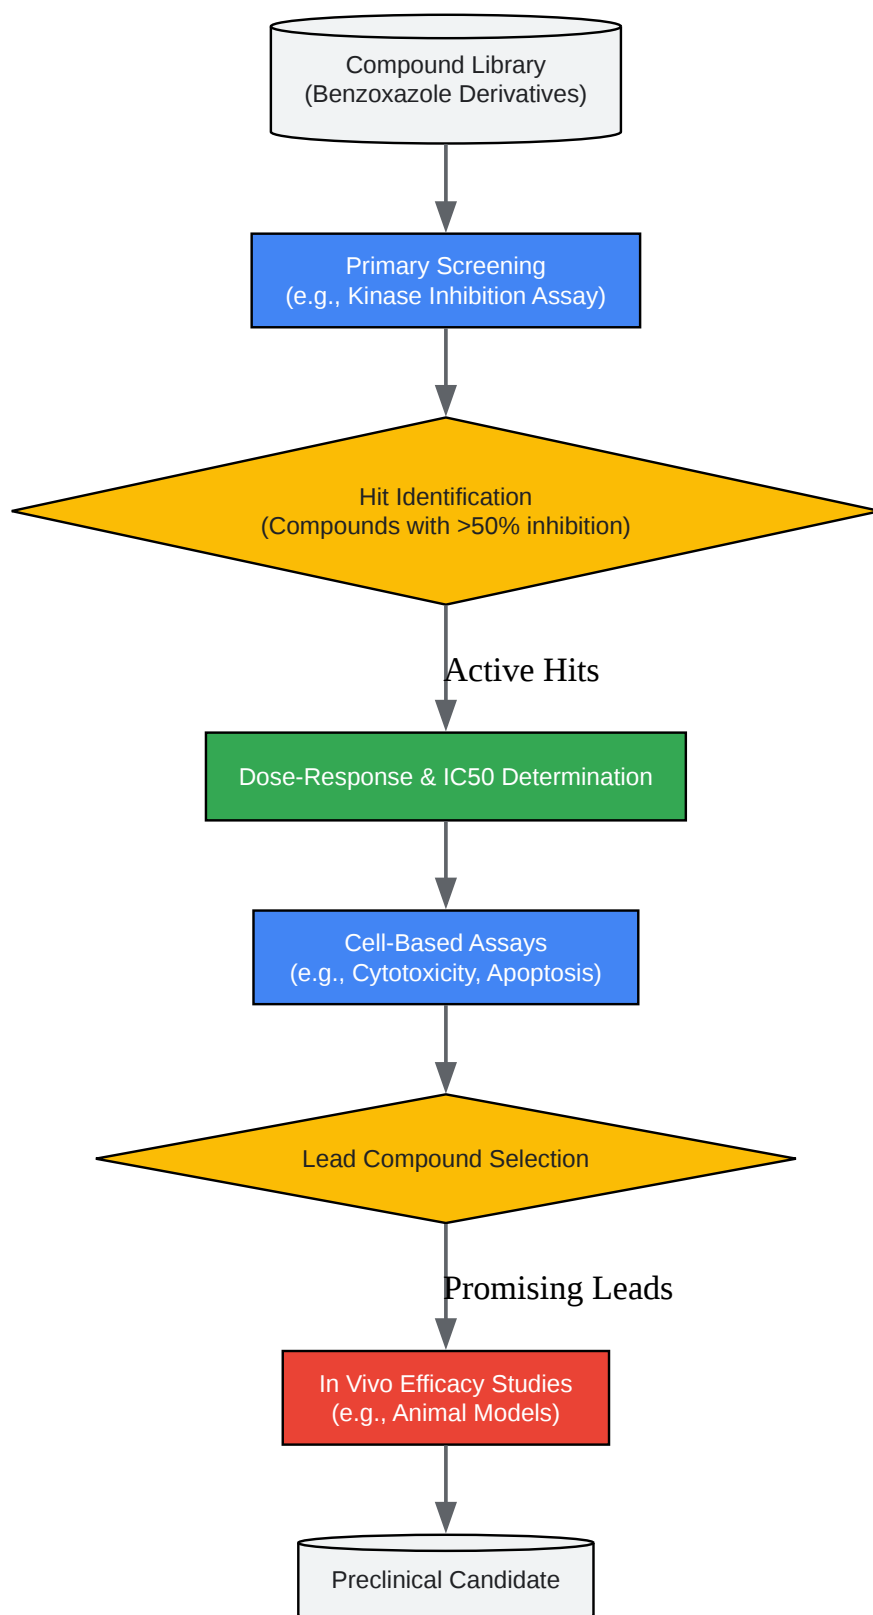 Compound Library
(Benzoxazole Derivatives)
Primary Screening
(e.g., Kinase Inhibition Assay)
Hit Identification
(Compounds with >50% inhibition)
Active Hits
Dose-Response & IC50 Determination
Cell-Based Assays
(e.g., Cytotoxicity, Apoptosis)
Lead Compound Selection
Promising Leads
In Vivo Efficacy Studies
(e.g., Animal Models)
Preclinical Candidate